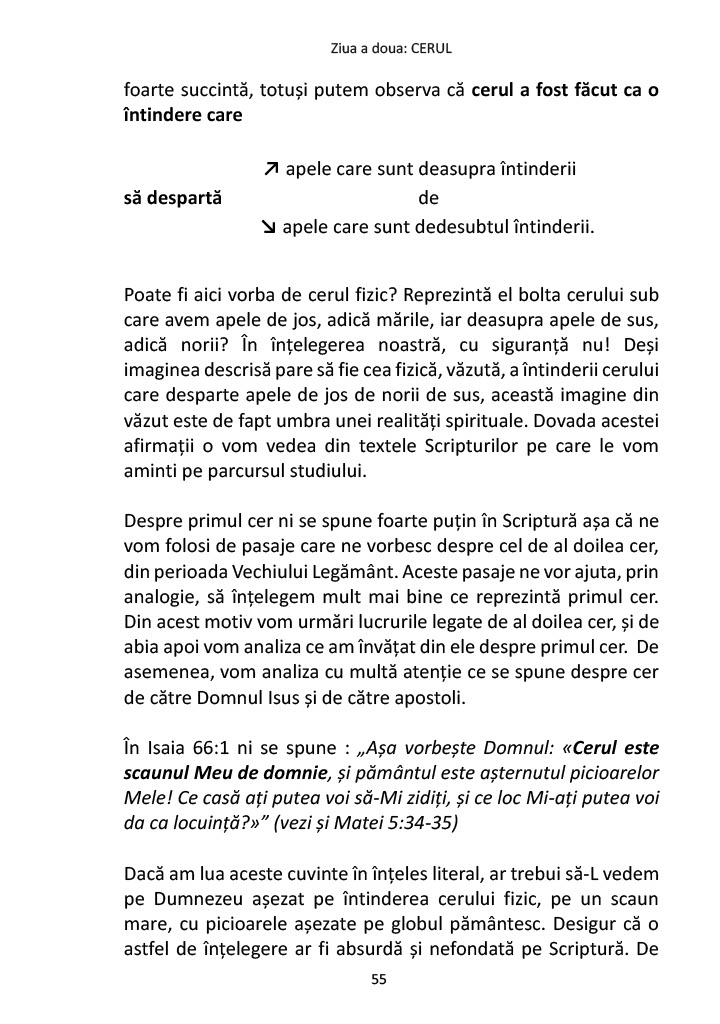 Ziua a doua: CERUL
foarte succintă, totuși putem observa că cerul a fost făcut ca o
întindere care
↗ apele care sunt deasupra întinderii
să despartă de
↘ apele care sunt dedesubtul întinderii.
Poate fi aici vorba de cerul fizic? Reprezintă el bolta cerului sub
care avem apele de jos, adică mările, iar deasupra apele de sus,
adică norii? În înțelegerea noastră, cu siguranță nu! Deși
imaginea descrisă pare să fie cea fizică, văzută, a întinderii cerului
care desparte apele de jos de norii de sus, această imagine din
văzut este de fapt umbra unei realități spirituale. Dovada acestei
afirmații o vom vedea din textele Scripturilor pe care le vom
aminti pe parcursul studiului.
Despre primul cer ni se spune foarte puțin în Scriptură așa că ne
vom folosi de pasaje care ne vorbesc despre cel de al doilea cer,
din perioada Vechiului Legământ. Aceste pasaje ne vor ajuta, prin
analogie, să înțelegem mult mai bine ce reprezintă primul cer.
Din acest motiv vom urmări lucrurile legate de al doilea cer, și de
abia apoi vom analiza ce am învățat din ele despre primul cer. De
asemenea, vom analiza cu multă atenție ce se spune despre cer
de către Domnul Isus și de către apostoli.
În Isaia 66:1 ni se spune : „Așa vorbește Domnul: «Cerul este
scaunul Meu de domnie, și pământul este așternutul picioarelor
Mele! Ce casă ați putea voi să-Mi zidiți, și ce loc Mi-ați putea voi
da ca locuință?»” (vezi și Matei 5:34-35)
Dacă am lua aceste cuvinte în înțeles literal, ar trebui să-L vedem
pe Dumnezeu așezat pe întinderea cerului fizic, pe un scaun
mare, cu picioarele așezate pe globul pământesc. Desigur că o
astfel de înțelegere ar fi absurdă și nefondată pe Scriptură. De
55